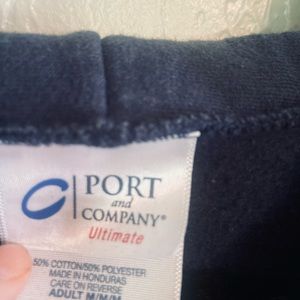 PORT
and
COMPANY®
Ultimate
50% COTTON/50% POLYESTER
MADE IN HONDURAS
CARE ON REVERSE
ADULT M/M/M